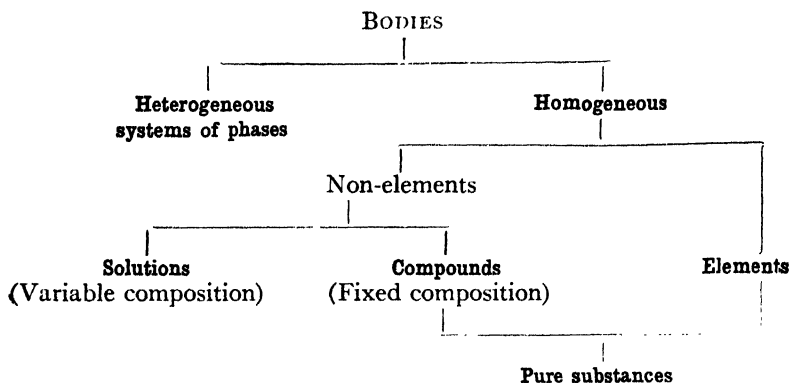 BODIES
Heterogeneous
systems of phases
Homogeneous
Non-elements
Solutions
(Variable composition)
Compounds
(Fixed composition)
Elements
Pure substances